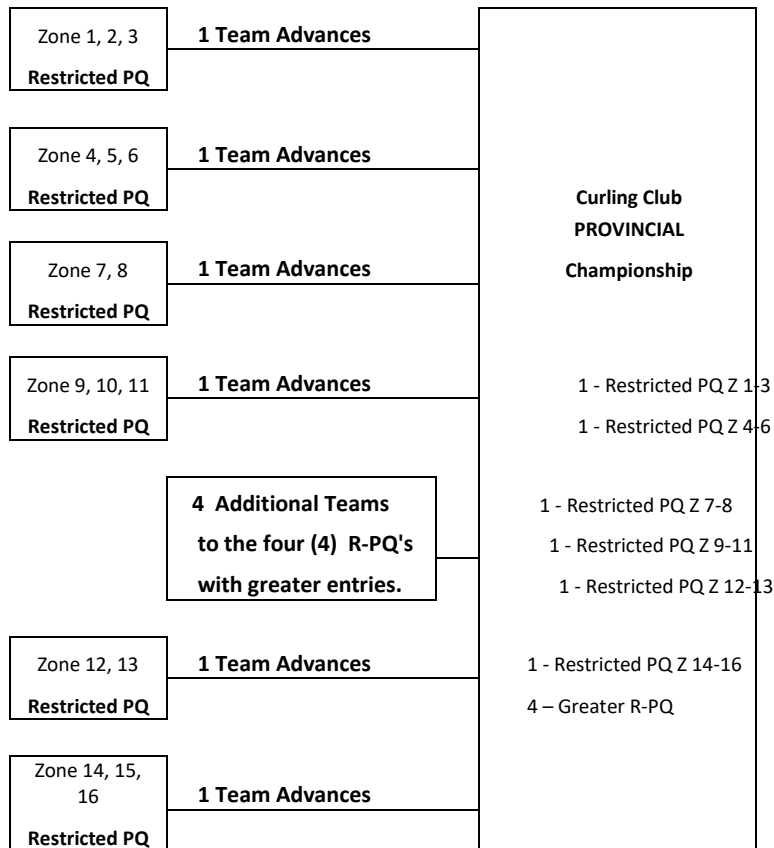 Zone 1, 2, 3
Restricted PQ
1 Team Advances
Zone 4, 5, 6
Restricted PQ
1 Team Advances
Zone 7, 8
Restricted PQ
1 Team Advances
Zone 9, 10, 11
Restricted PQ
1 Team Advances
4 Additional Teams
to the four (4) R-PQ's
with greater entries.
Zone 12, 13
Restricted PQ
1 Team Advances
Zone 14, 15,
16
Restricted PQ
1 Team Advances
Curling Club
PROVINCIAL
Championship
1 - Restricted PQ Z 1-3
1 - Restricted PQ Z 4-6
1 - Restricted PQ Z 7-8
1 - Restricted PQ Z 9-11
1 - Restricted PQ Z 12-13
1 - Restricted PQ Z 14-16
4 – Greater R-PQ